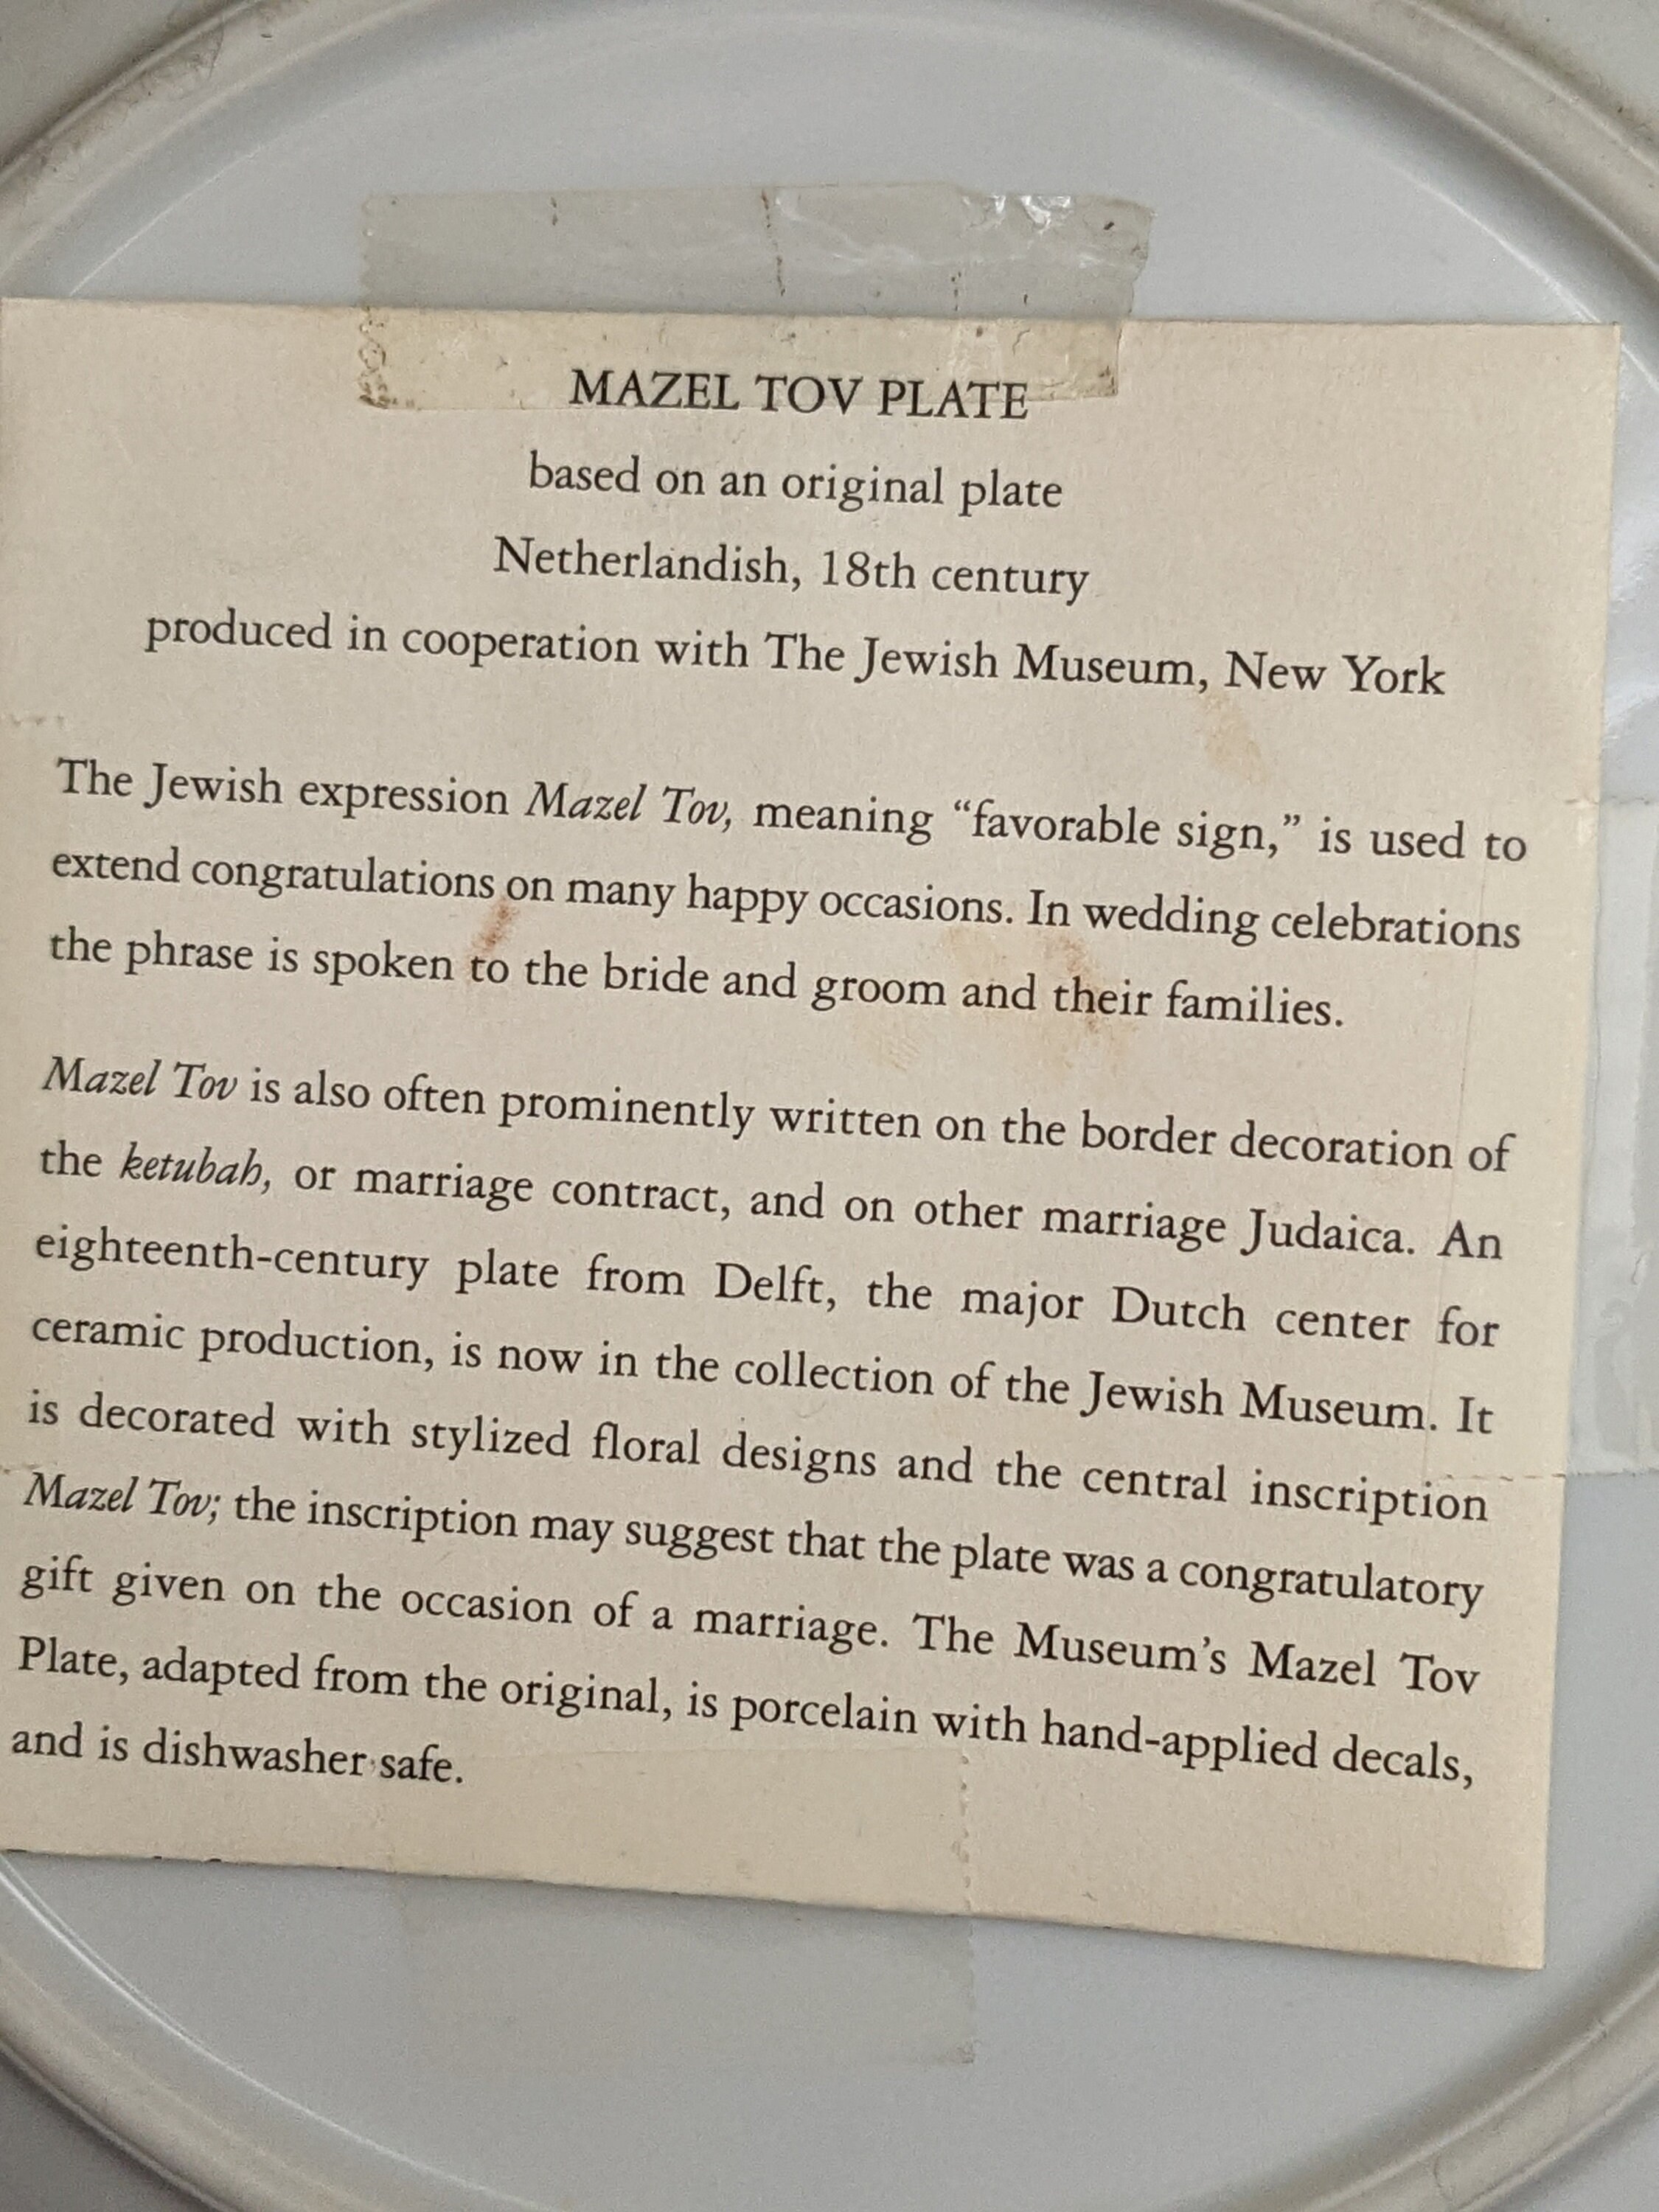 MAZEL TOV PLATE
based on an original plate
Netherlandish, 18th century
produced in cooperation with The Jewish Museum, New York
The Jewish expression Mazel Tov, meaning “favorable sign,” is used to
extend congratulations on many happy occasions. In wedding celebrations
the phrase is spoken to the bride and groom and their families.
Mazel Tov is also often prominently written on the border decoration of
the ketubah, or marriage contract, and on other marriage Judaica. An
eighteenth-century plate from Delft, the major Dutch center for
ceramic production, is now in the collection of the Jewish Museum. It
is decorated with stylized floral designs and the central inscription
Mazel Tov; the inscription may suggest that the plate was a congratulatory
gift given on the occasion of a marriage. The Museum’s Mazel Tov
Plate, adapted from the original, is porcelain with hand-applied decals,
and is dishwasher safe.